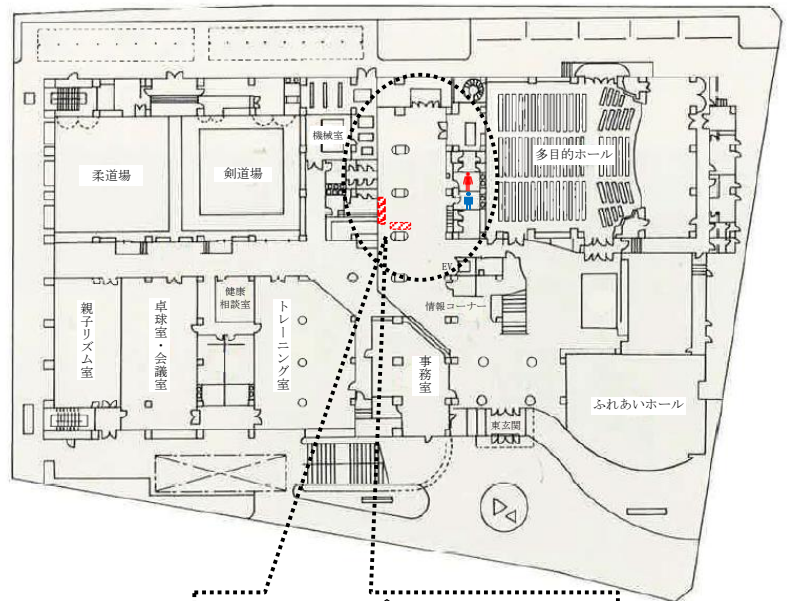 機械室
柔道場
剣道場
多目的ホール
EV
健康
相談室
情報コーナー
親子リズム室
卓球室・会議室
トレーニング室
事務室
ふれあいホール
東玄関